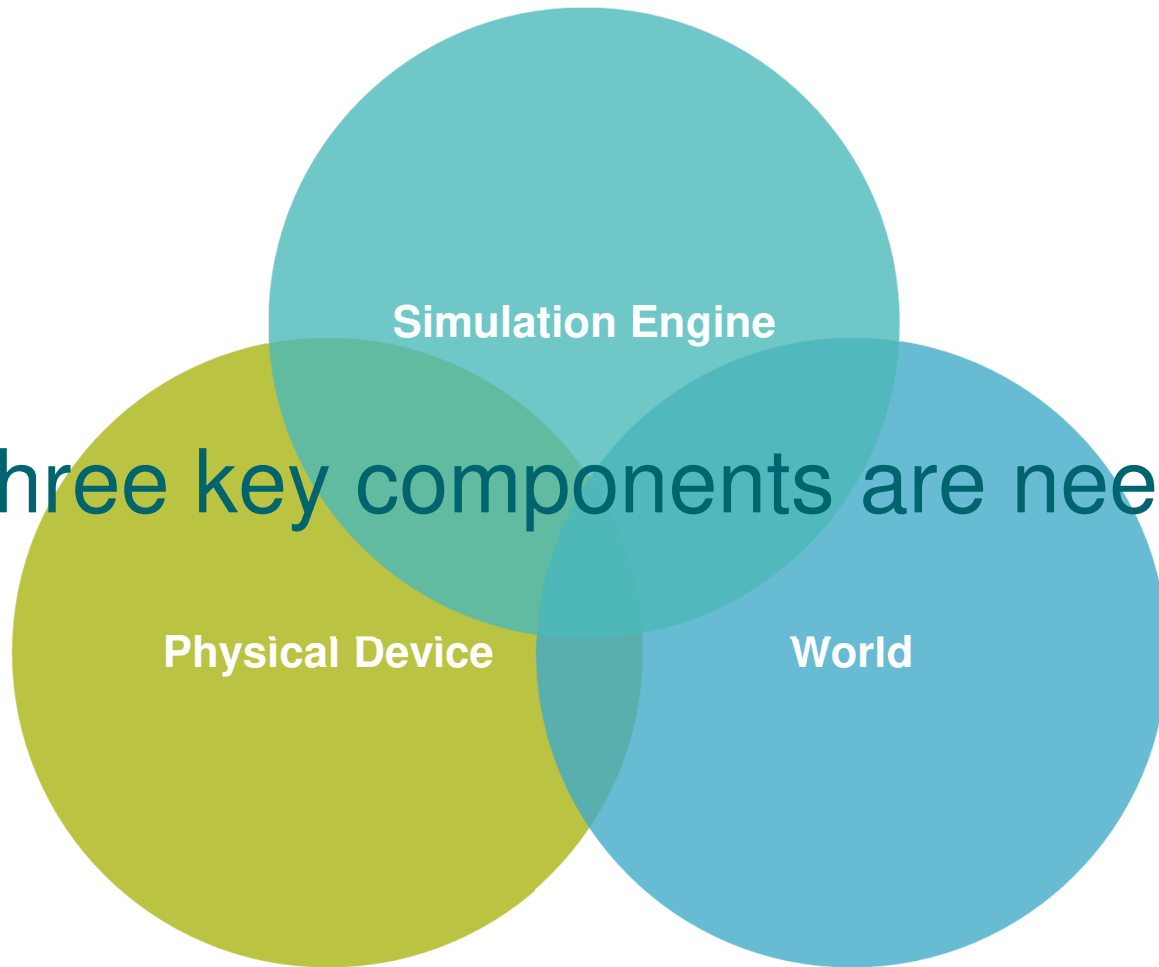 Simulation Engine
hree key components are nee
Physical Device
World